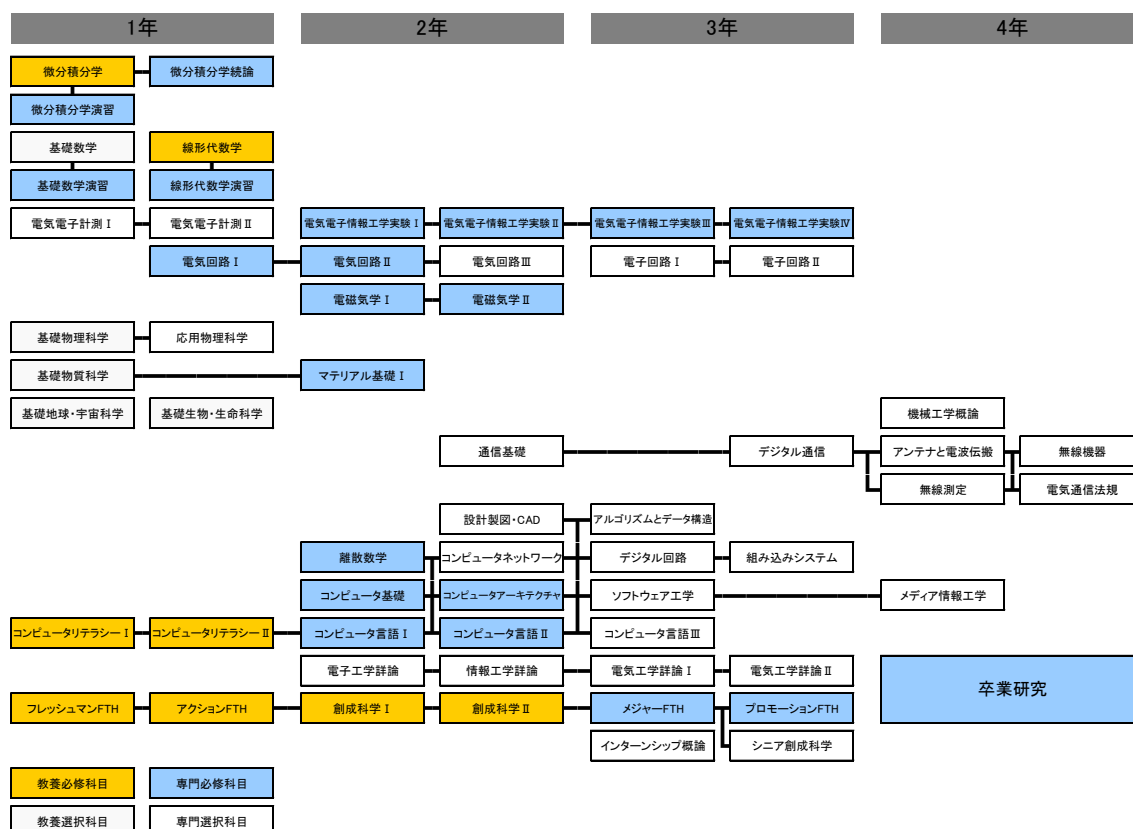 1年
2年
3年
4年
微分積分学
微分積分学続論
微分積分学演習
基礎数学
線形代数学
基礎数学演習
線形代数学演習
電気電子計測Ⅰ
電気電子計測Ⅱ
電気電子情報工学実験Ⅰ
電気電子情報工学実験Ⅱ
電気電子情報工学実験Ⅲ
電気電子情報工学実験Ⅳ
電気回路Ⅰ
電気回路Ⅱ
電気回路Ⅲ
電子回路Ⅰ
電子回路Ⅱ
電磁気学Ⅰ
電磁気学Ⅱ
基礎物理科学
応用物理科学
基礎物質科学
マテリアル基礎Ⅰ
基礎地球・宇宙科学
基礎生物・生命科学
機械工学概論
通信基礎
デジタル通信
アンテナと電波伝搬
無線機器
無線測定
電気通信法規
設計製図・CAD
アルゴリズムとデータ構造
離散数学
コンピュータネットワーク
デジタル回路
組み込みシステム
コンピュータ基礎
コンピュータアーキテクチャ
ソフトウェア工学
メディア情報工学
コンピュータリテラシーⅠ
コンピュータリテラシーⅡ
コンピュータ言語Ⅰ
コンピュータ言語Ⅱ
コンピュータ言語Ⅲ
電子工学詳論
情報工学詳論
電気工学詳論Ⅰ
電気工学詳論Ⅱ
卒業研究
フレッシュマンFTH
アクションFTH
創成科学Ⅰ
創成科学Ⅱ
メジャーFTH
プロモーションFTH
インターンシップ概論
シニア創成科学
教養必修科目
専門必修科目
教養選択科目
専門選択科目